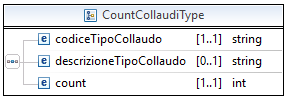 CountCollaudiType
e codiceTipoCollaudo [1..1] string
e descrizioneTipoCollaudo [0..1] string
e count [1..1] int